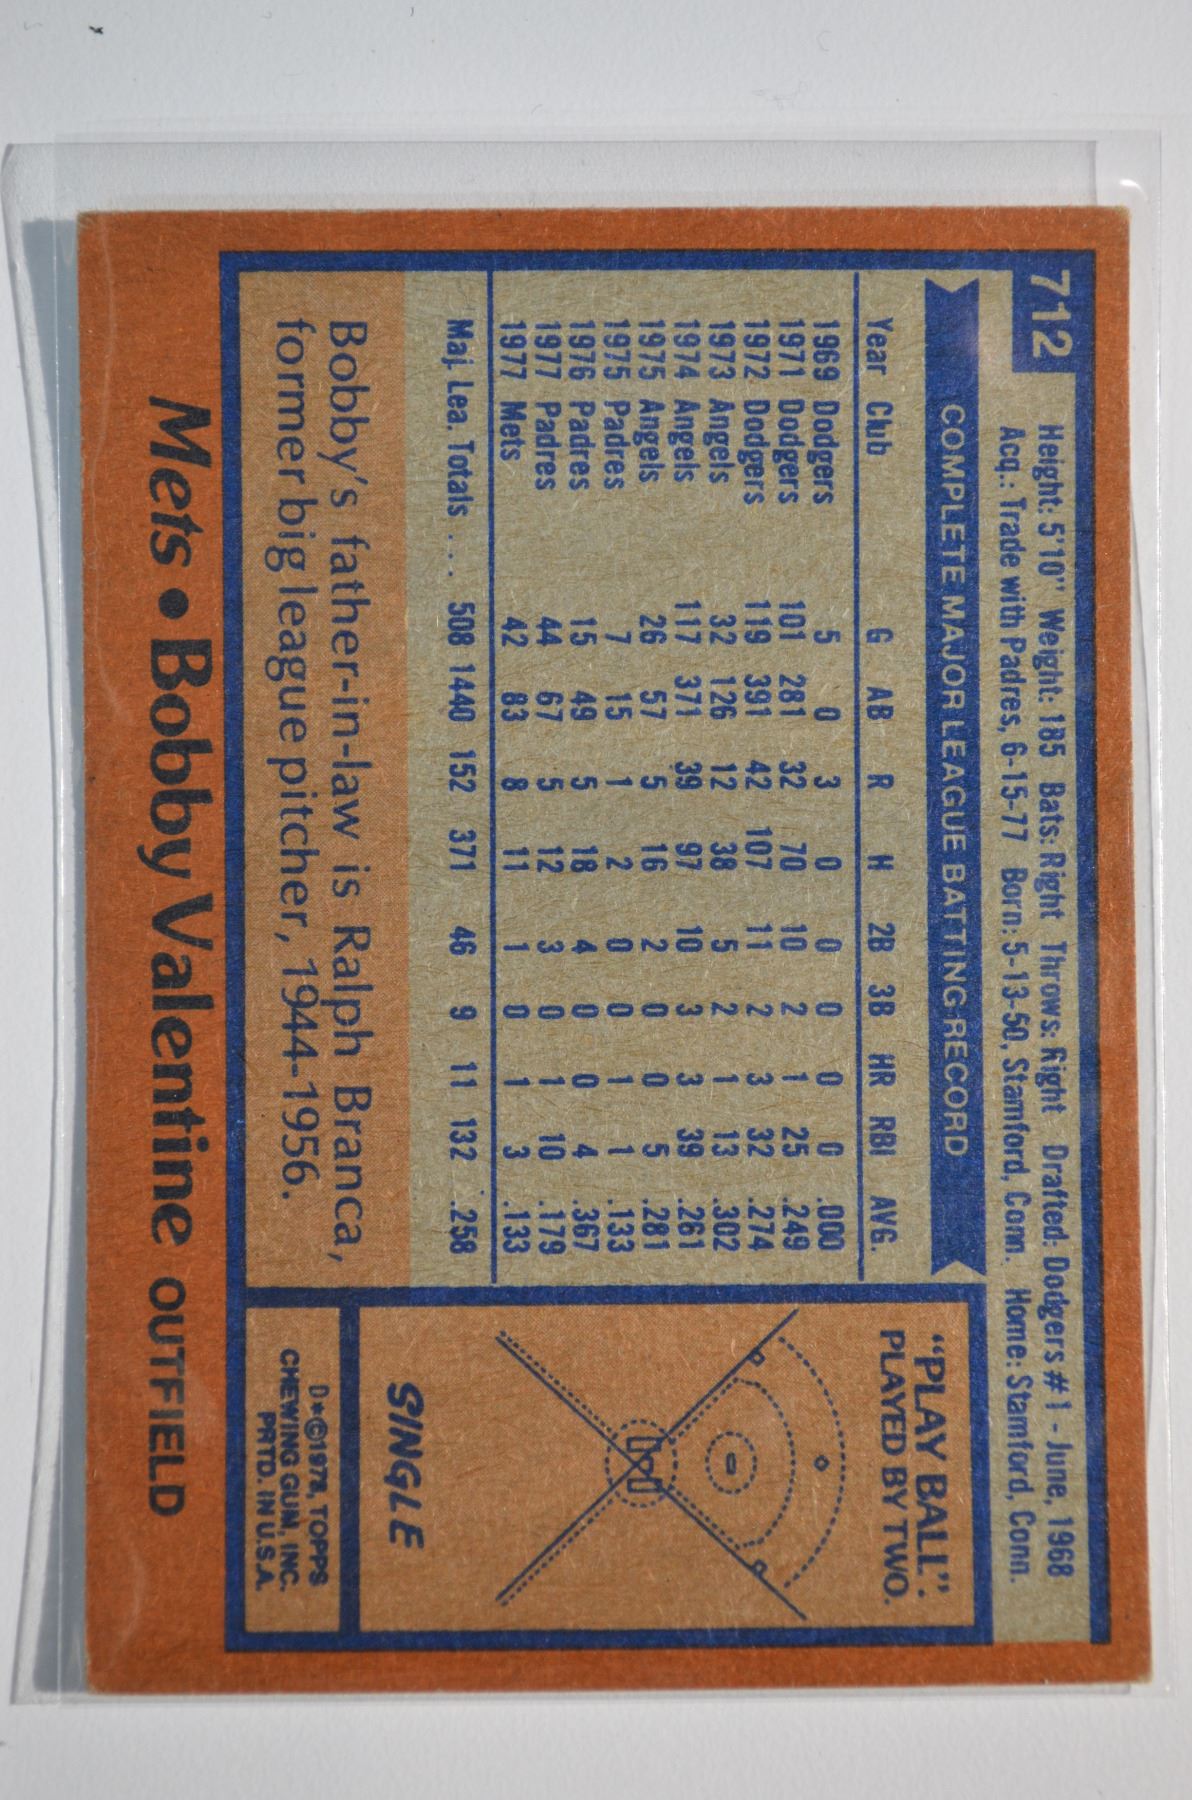 712
Height: 5'10" Weight: 185 Bats: Right Throws: Right Drafted: Dodgers #1 - June, 1968
Acq.: Trade with Padres, 6-15-77 Born: 5-13-50, Stamford, Conn. Home: Stamford, Conn.
COMPLETE MAJOR LEAGUE BATTING RECORD
Year Club G AB R H 2B 3B HR RBI AVG.
1969 Dodgers 5 0 3 0 0 0 0 0 .000
1971 Dodgers 101 281 32 70 10 2 1 25 .249
1972 Dodgers 119 391 42 107 11 2 3 32 .274
1973 Angels 32 126 12 38 5 2 1 13 .302
1974 Angels 117 371 39 97 10 3 3 39 .261
1975 Angels 26 57 5 16 2 0 0 5 .281
1975 Padres 7 15 1 2 0 0 1 1 .133
1976 Padres 15 49 5 18 4 0 0 4 .367
1977 Padres 44 67 5 12 3 0 1 10 .179
1977 Mets 42 83 8 11 1 0 1 3 .133
Maj. Lea. Totals .... 508 1440 152 371 46 9 11 132 .258
Bobby's father-in-law is Ralph Branca,
former big league pitcher, 1944-1956.
"PLAY BALL":
PLAYED BY TWO.
SINGLE
D*©1978, TOPPS
CHEWING GUM, INC.
PRTD. IN U.S.A.
Mets • Bobby Valentine OUTFIELD